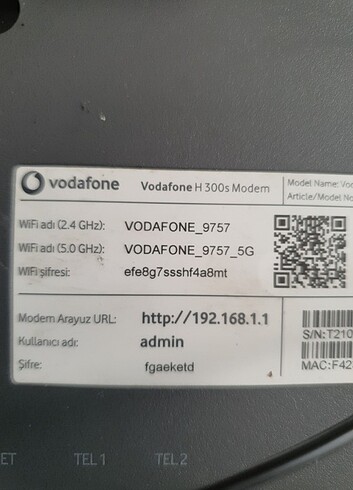 vodafone Vodafone H 300s Modem
Model Name: Vo
Article/Model No
WiFi adı (2.4 GHz): VODAFONE_9757
WiFi adı (5.0 GHz): VODAFONE_9757_5G
WiFi şifresi: efe8g7ssshf4a8mt
Modem Arayuz URL: http://192.168.1.1
Kullanıcı adı: admin
Şifre: fgaeketd
S/N:T210
MAC:F42
ET TEL 1 TEL 2